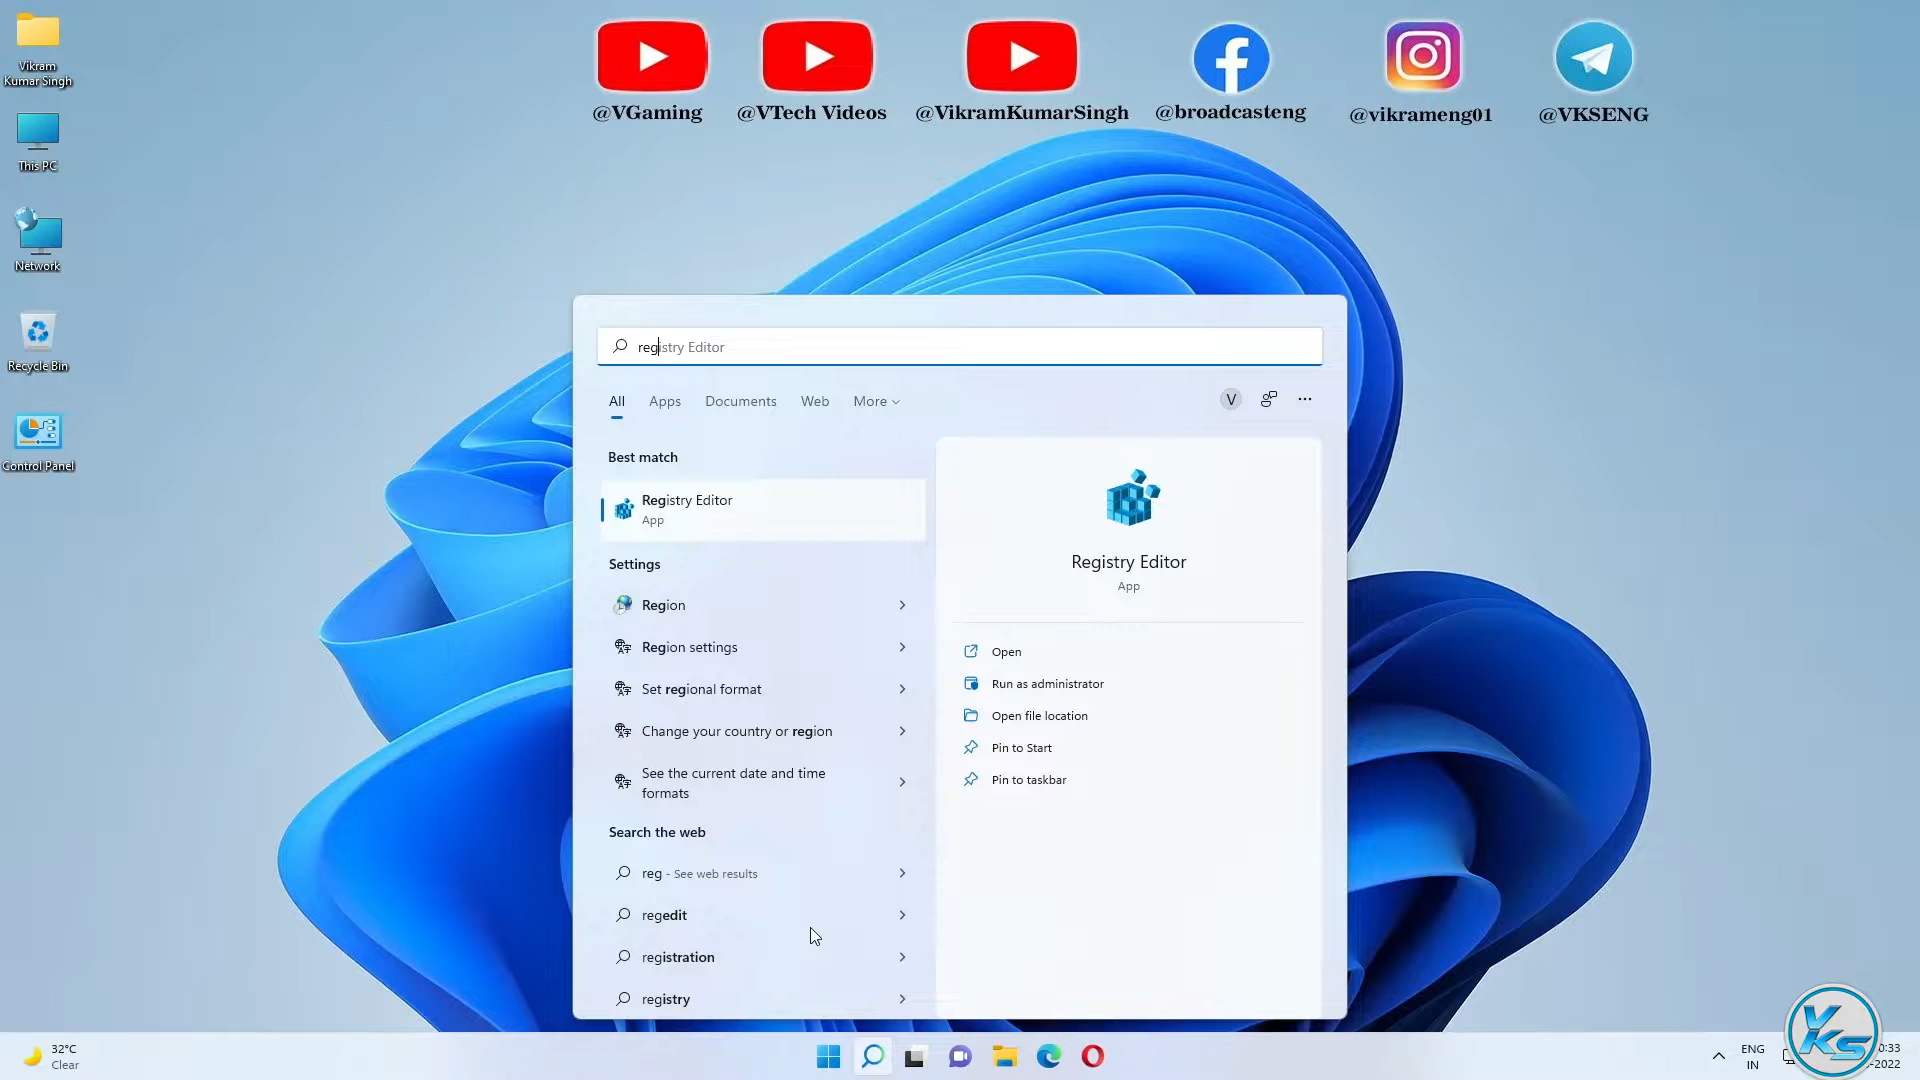 Vikram
Kumar Singh
This PC
Network
Recycle Bin
Control Panel
@VGaming
@VTech Videos
@VikramKumarSingh
@broadcasteng
@vikrameng01
@VKSENG
registry Editor
All
Apps
Documents
Web
More
V
Best match
Registry Editor
App
Settings
Region
Region settings
Set regional format
Change your country or region
See the current date and time
formats
Search the web
reg - See web results
regedit
registration
registry
Registry Editor
App
Open
Run as administrator
Open file location
Pin to Start
Pin to taskbar
32°C
Clear
ENG
IN
0:33
-2022
VKS